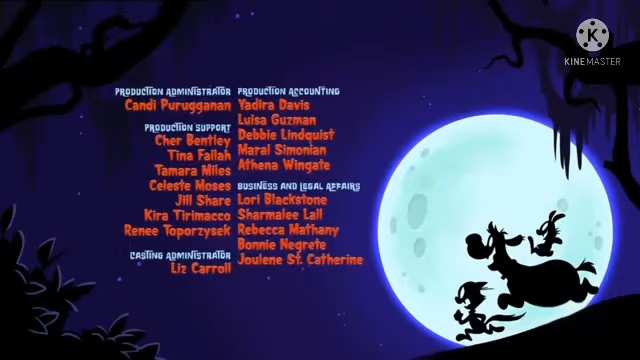 K
KINEMASTER
PRODUCTION ADMINISTRATOR
Candi Purugganan
PRODUCTION SUPPORT
Cher Bentley
Tina Fallah
Tamara Miles
Celeste Moses
Jill Share
Kira Tirimacco
Renee Toporzysek
CASTING ADMINISTRATOR
Liz Carroll
PRODUCTION ACCOUNTING
Yadira Davis
Luisa Guzman
Debbie Lindquist
Maral Simonian
Athena Wingate
BUSINESS AND LEGAL AFFAIRS
Lori Blackstone
Sharmalee Lall
Rebecca Mathany
Bonnie Negrete
Joulene St. Catherine